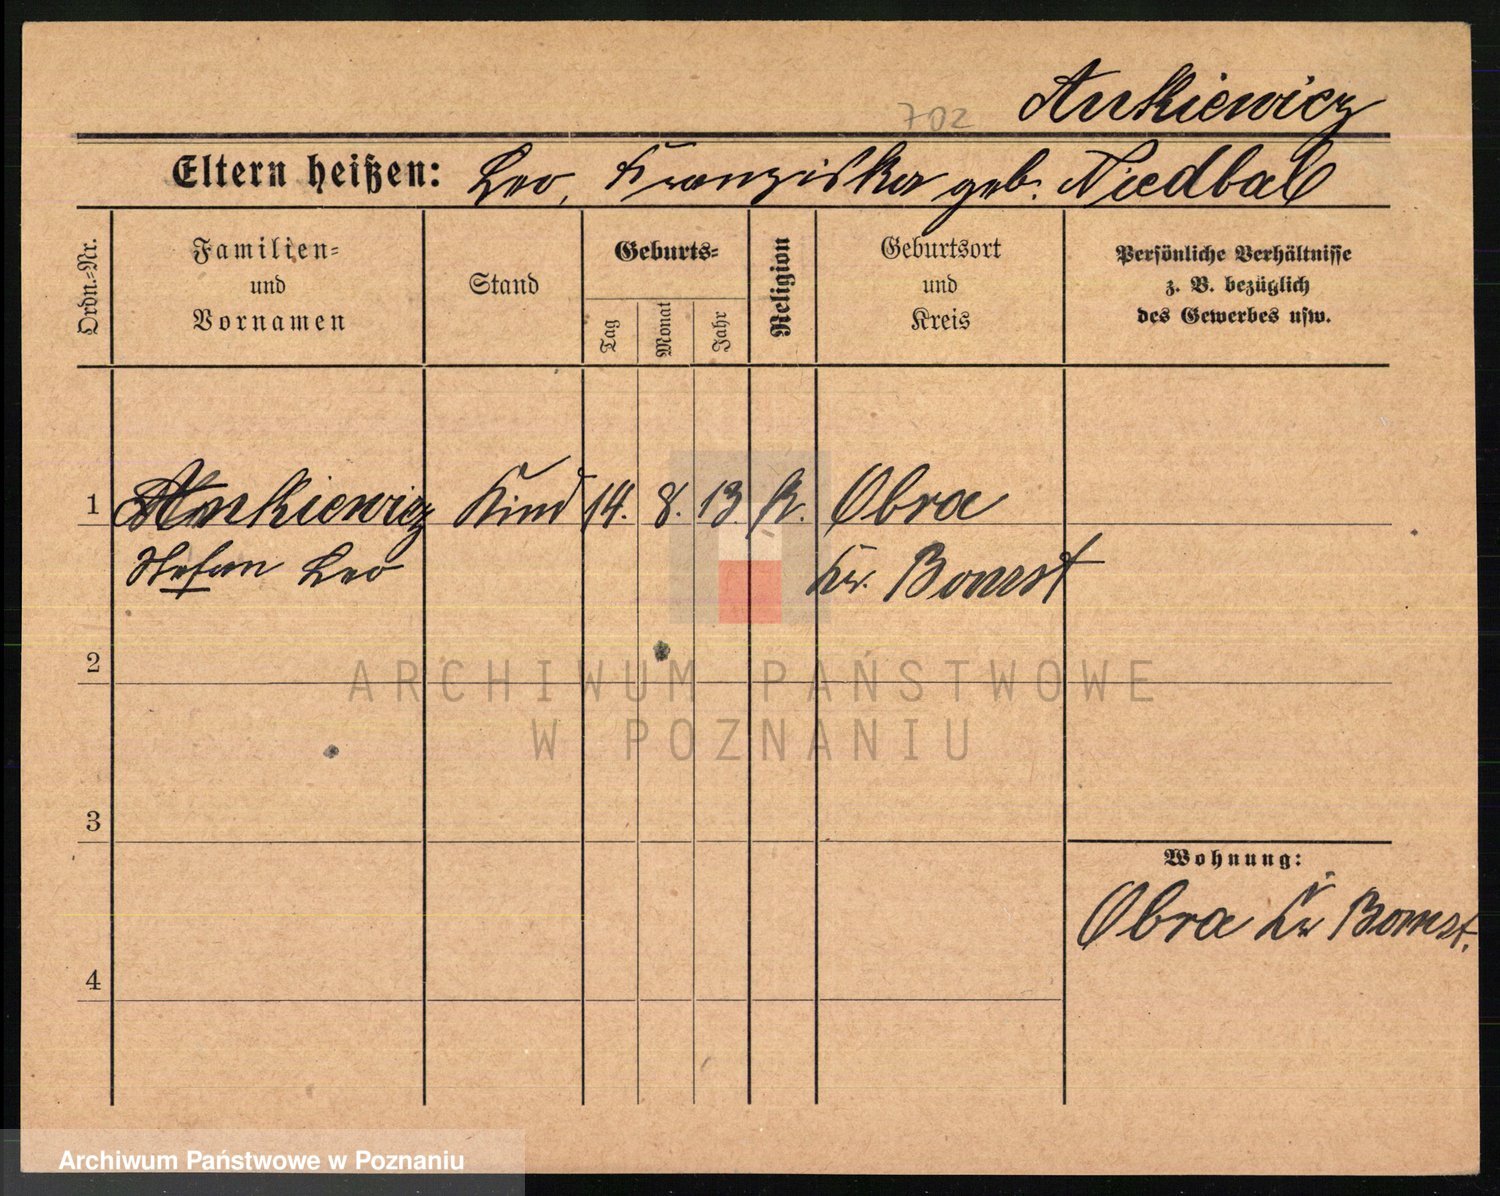 702 Ankiewicz
Eltern heißen: Leo, Franziska geb. Niedbal
Ordn.-Nr.
Familien-
und
Vornamen
Stand
Geburts-
Tag
Monat
Jahr
Religion
Geburtsort
und
Kreis
Persönliche Verhältnisse
z. B. bezüglich
des Gewerbes usw.
1 Ankiewicz Kind 14. 8. 13. k. Obra
Stefan Leo Kr. Bomst
2
ARCHIWUM PAŃSTWOWE
W POZNANIU
3
Wohnung:
Obra Kr Bomst.
4
Archiwum Państwowe w Poznaniu